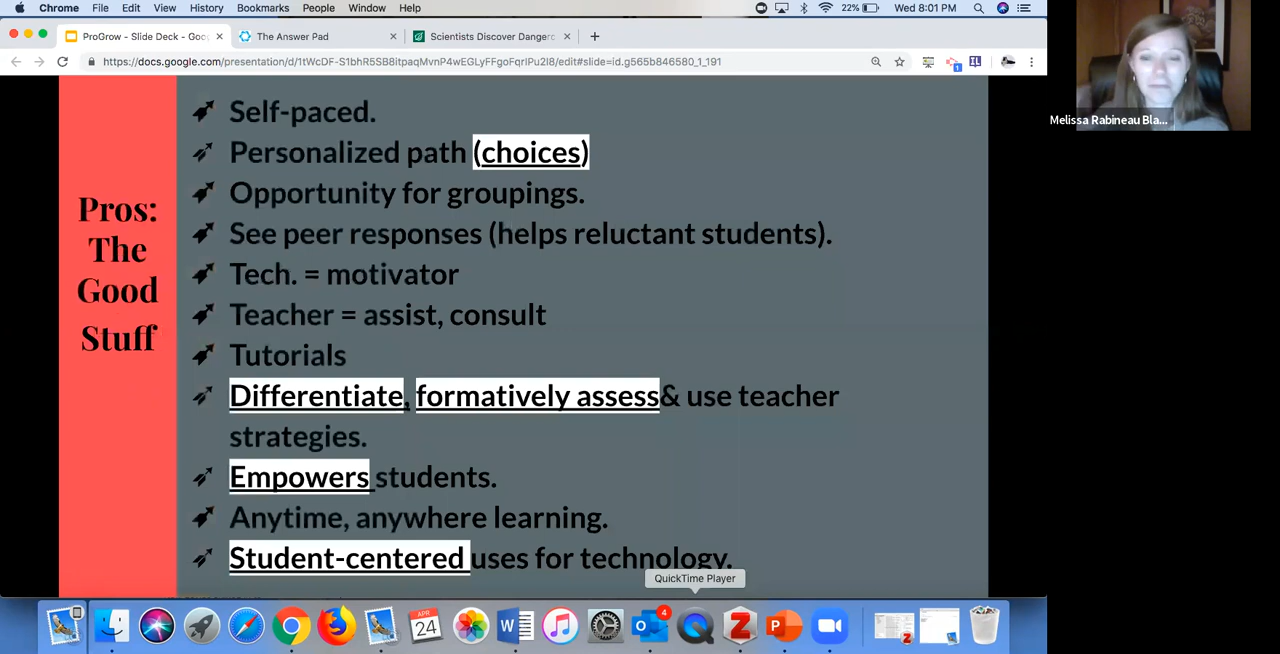 Chrome File Edit View History Bookmarks People Window Help 22% Wed 8:01 PM
ProGrow - Slide Deck - Goo The Answer Pad Scientists Discover Dangero
https://docs.google.com/presentation/d/1tWcDF-S1bhR5SB8itpaqMvnP4wEGLyFFgoFqrlPu2l8/edit#slide=id.g565b846580_1_191
Melissa Rabineau Bla...
Pros:
The
Good
Stuff
Self-paced.
Personalized path (choices)
Opportunity for groupings.
See peer responses (helps reluctant students).
Tech. = motivator
Teacher = assist, consult
Tutorials
Differentiate, formatively assess& use teacher
strategies.
Empowers students.
Anytime, anywhere learning.
Student-centered uses for technology.
QuickTime Player
APR
24
4